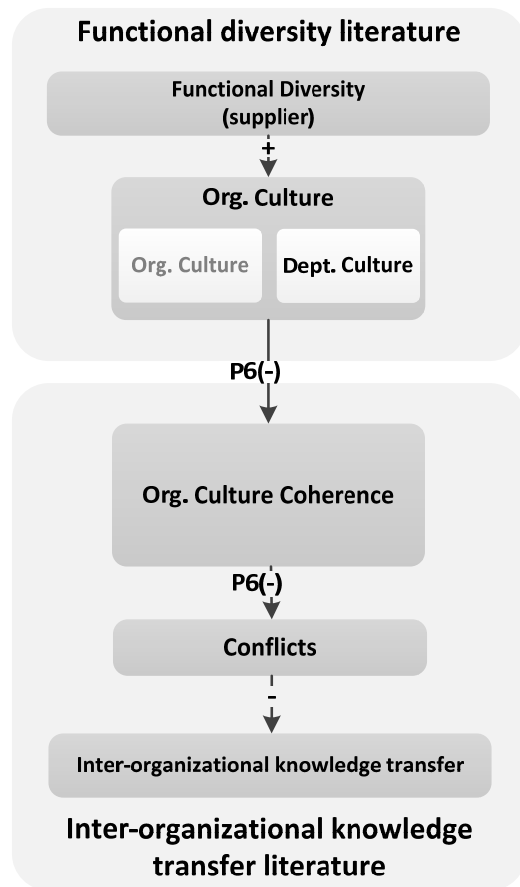 Functional diversity literature
Functional Diversity
(supplier)
+
Org. Culture
Org. Culture
Dept. Culture
P6(-)
Org. Culture Coherence
P6(-)
Conflicts
-
Inter-organizational knowledge transfer
Inter-organizational knowledge
transfer literature